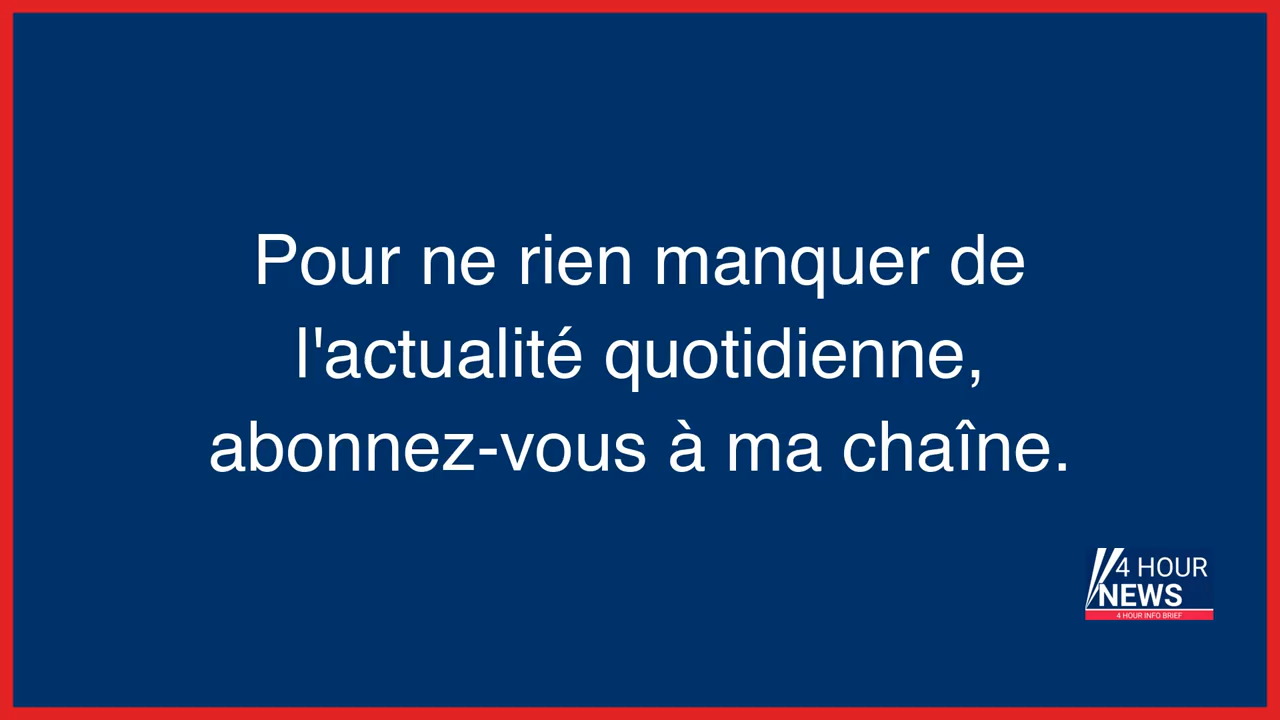 Pour ne rien manquer de
l'actualité quotidienne,
abonnez-vous à ma chaîne.
4 HOUR
NEWS
4 HOUR INFO BRIEF